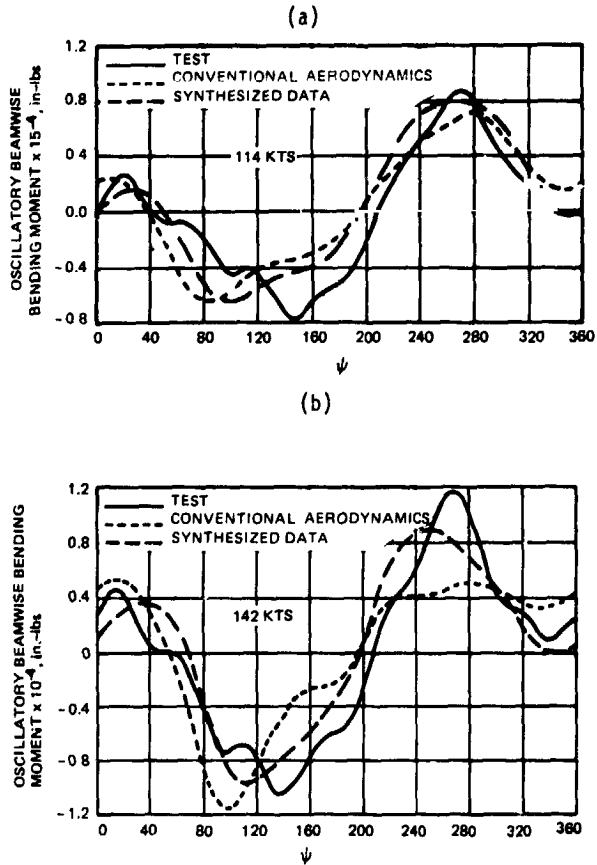 (a)
OSCILLATORY BEAMWISE
BENDING MOMENT x 15⁻⁴, in-lbs
1.2
0.8
0 4
0.0
-0.4
-0 8
TEST
CONVENTIONAL AERODYNAMICS
SYNTHESIZED DATA
114 KTS
0 40 80 120 160 200 240 280 320 360
ψ
(b)
OSCILLATORY BEAMWISE BENDING
MOMENT x 10⁻⁴, in.-lbs
1.2
0.8
0.4
0
-0.4
-0.8
-1.2
TEST
CONVENTIONAL AERODYNAMICS
SYNTHESIZED DATA
142 KTS
0 40 80 120 160 200 240 280 320 360
ψ